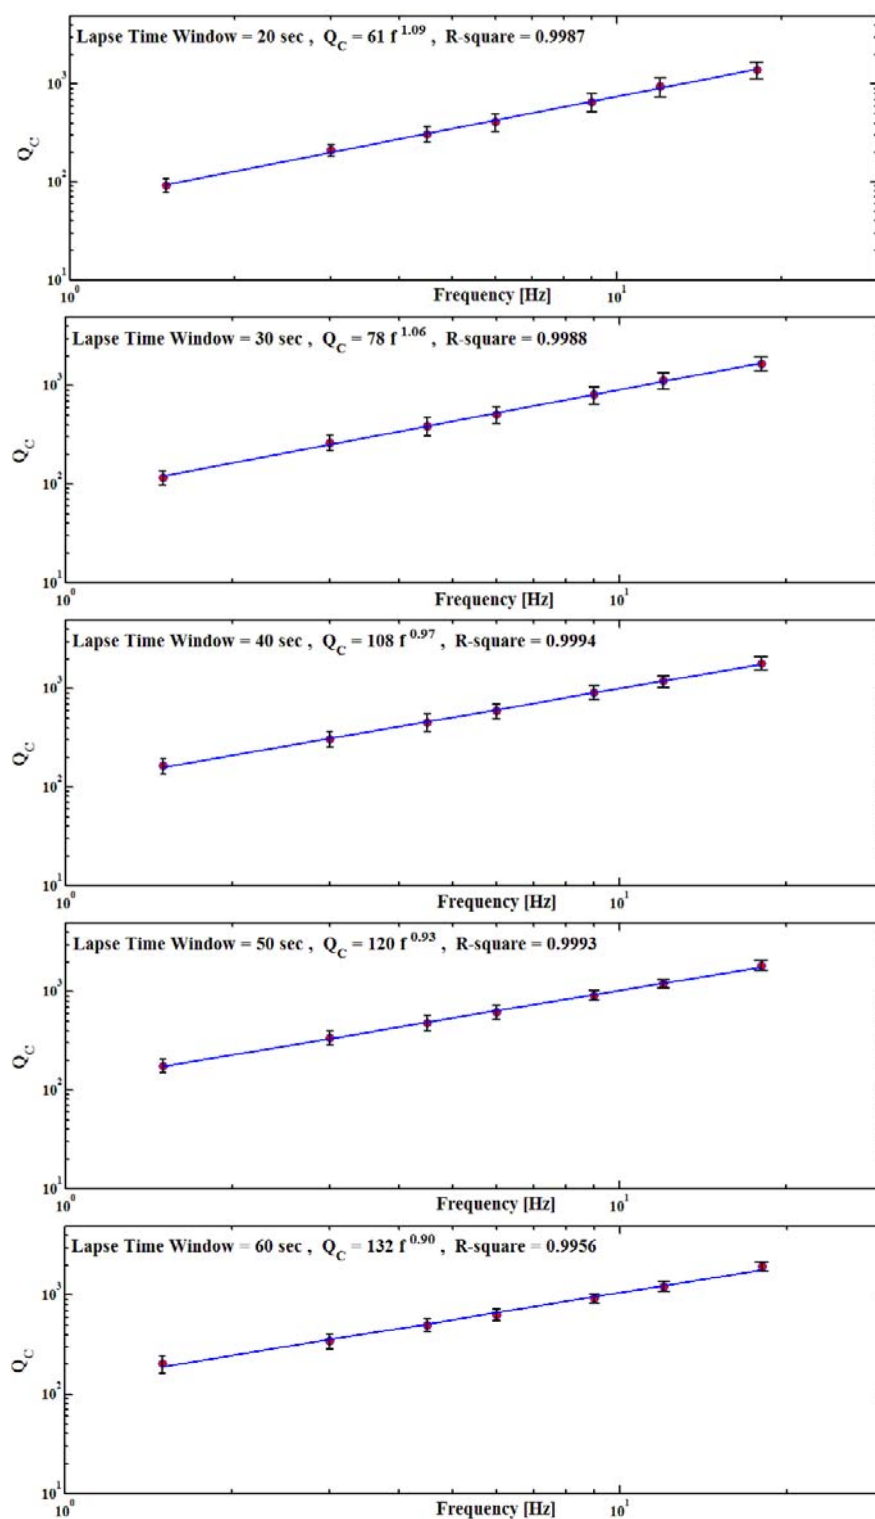 Lapse Time Window = 20 sec , Q_C = 61 f^1.09 , R-square = 0.9987
10^3
Q_C
10^2
10^1
10^0 Frequency [Hz] 10^1
Lapse Time Window = 30 sec , Q_C = 78 f^1.06 , R-square = 0.9988
10^3
Q_C
10^2
10^1
10^0 Frequency [Hz] 10^1
Lapse Time Window = 40 sec , Q_C = 108 f^0.97 , R-square = 0.9994
10^3
Q_C
10^2
10^1
10^0 Frequency [Hz] 10^1
Lapse Time Window = 50 sec , Q_C = 120 f^0.93 , R-square = 0.9993
10^3
Q_C
10^2
10^1
10^0 Frequency [Hz] 10^1
Lapse Time Window = 60 sec , Q_C = 132 f^0.90 , R-square = 0.9956
10^3
Q_C
10^2
10^1
10^0 Frequency [Hz] 10^1